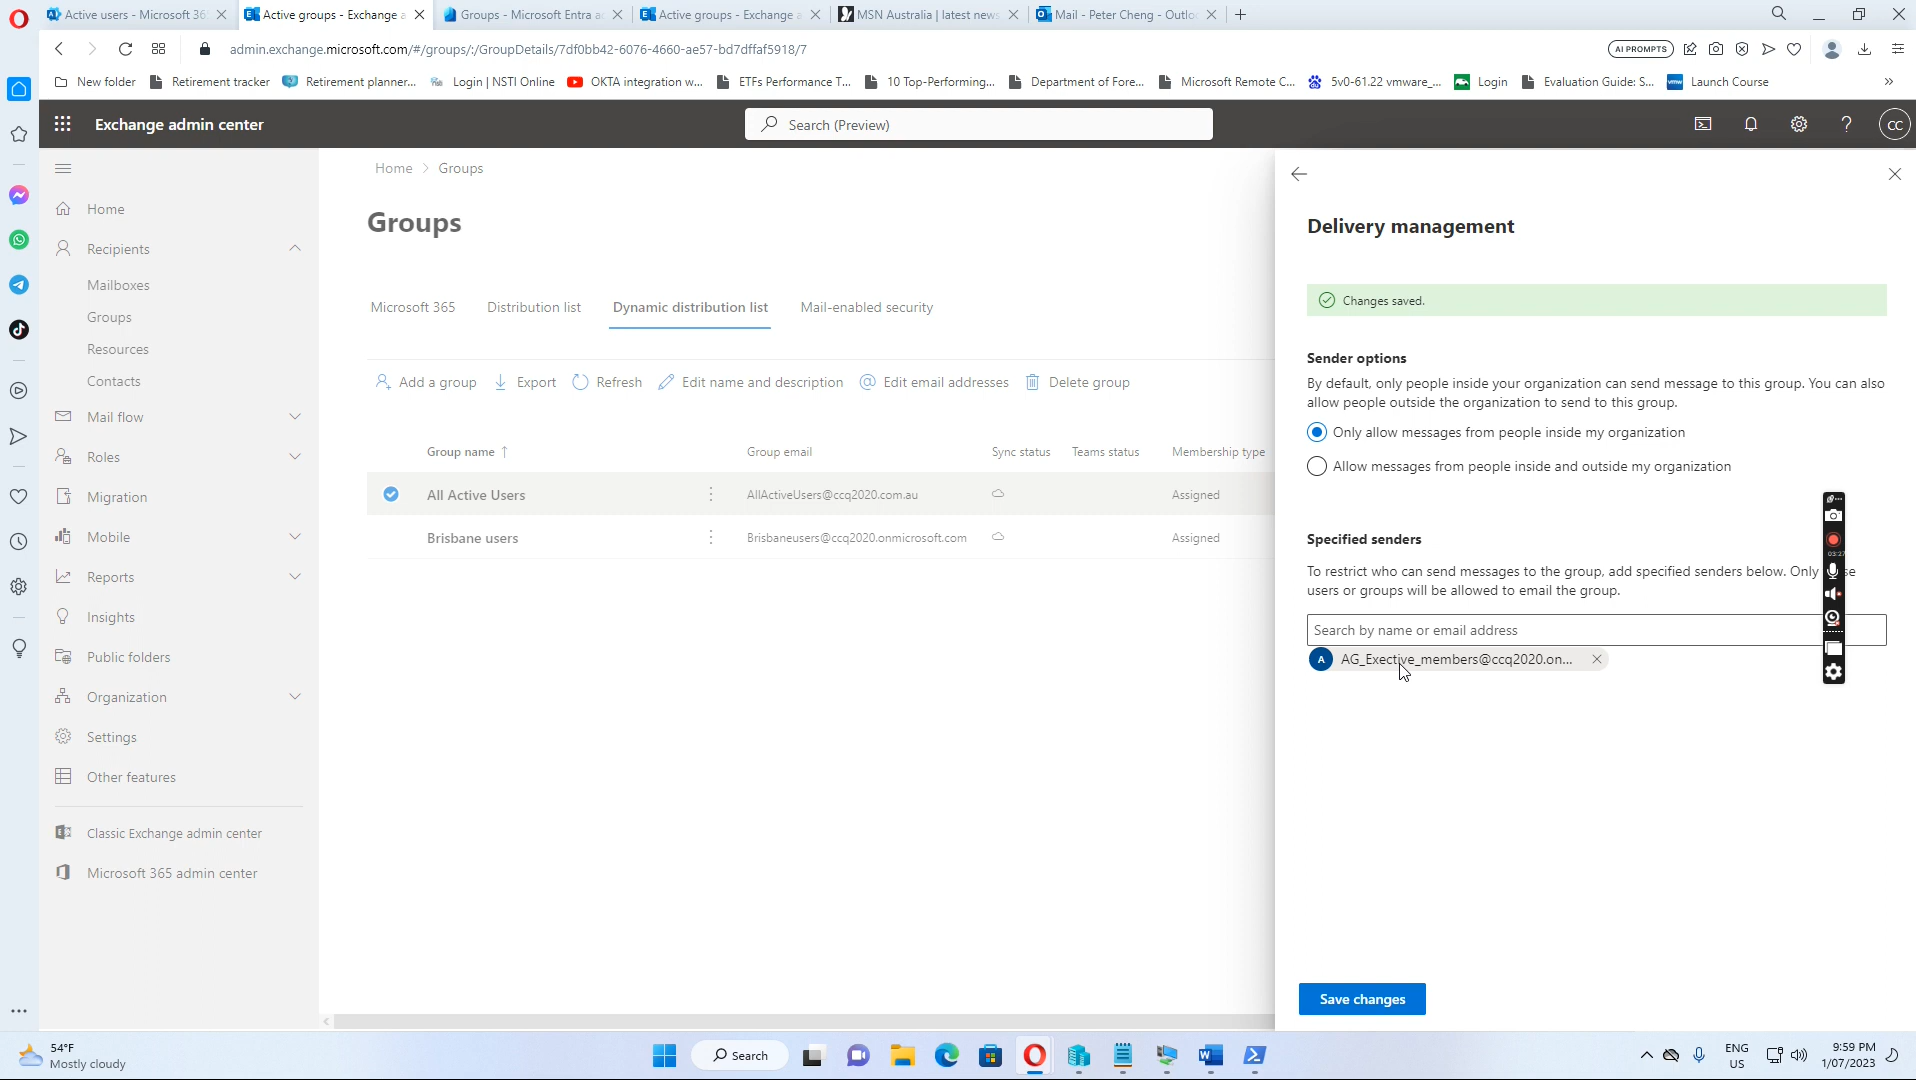 Active users - Microsoft 36
Active groups - Exchange a
Groups - Microsoft Entra a
Active groups - Exchange a
MSN Australia | latest news
Mail - Peter Cheng - Outlo
admin.exchange.microsoft.com/#/groups/:/GroupDetails/7df0bb42-6076-4660-ae57-bd7dffaf5918/7
AI PROMPTS
New folder
Retirement tracker
Retirement planner...
Login | NSTI Online
OKTA integration w...
ETFs Performance T...
10 Top-Performing...
Department of Fore...
Microsoft Remote C...
5v0-61.22 vmware_...
Login
Evaluation Guide: S...
Launch Course
Exchange admin center
Search (Preview)
CC
Home
Recipients
Mailboxes
Groups
Resources
Contacts
Mail flow
Roles
Migration
Mobile
Reports
Insights
Public folders
Organization
Settings
Other features
Classic Exchange admin center
Microsoft 365 admin center
Home > Groups
Groups
Microsoft 365
Distribution list
Dynamic distribution list
Mail-enabled security
Add a group
Export
Refresh
Edit name and description
Edit email addresses
Delete group
Group name ↑
Group email
Sync status
Teams status
Membership type
All Active Users
AllActiveUsers@ccq2020.com.au
Assigned
Brisbane users
Brisbaneusers@ccq2020.onmicrosoft.com
Assigned
Delivery management
Changes saved.
Sender options
By default, only people inside your organization can send message to this group. You can also
allow people outside the organization to send to this group.
Only allow messages from people inside my organization
Allow messages from people inside and outside my organization
Specified senders
To restrict who can send messages to the group, add specified senders below. Only se
users or groups will be allowed to email the group.
Search by name or email address
A
AG_Exective_members@ccq2020.on...
03:27
Save changes
54°F
Mostly cloudy
Search
ENG
US
9:59 PM
1/07/2023